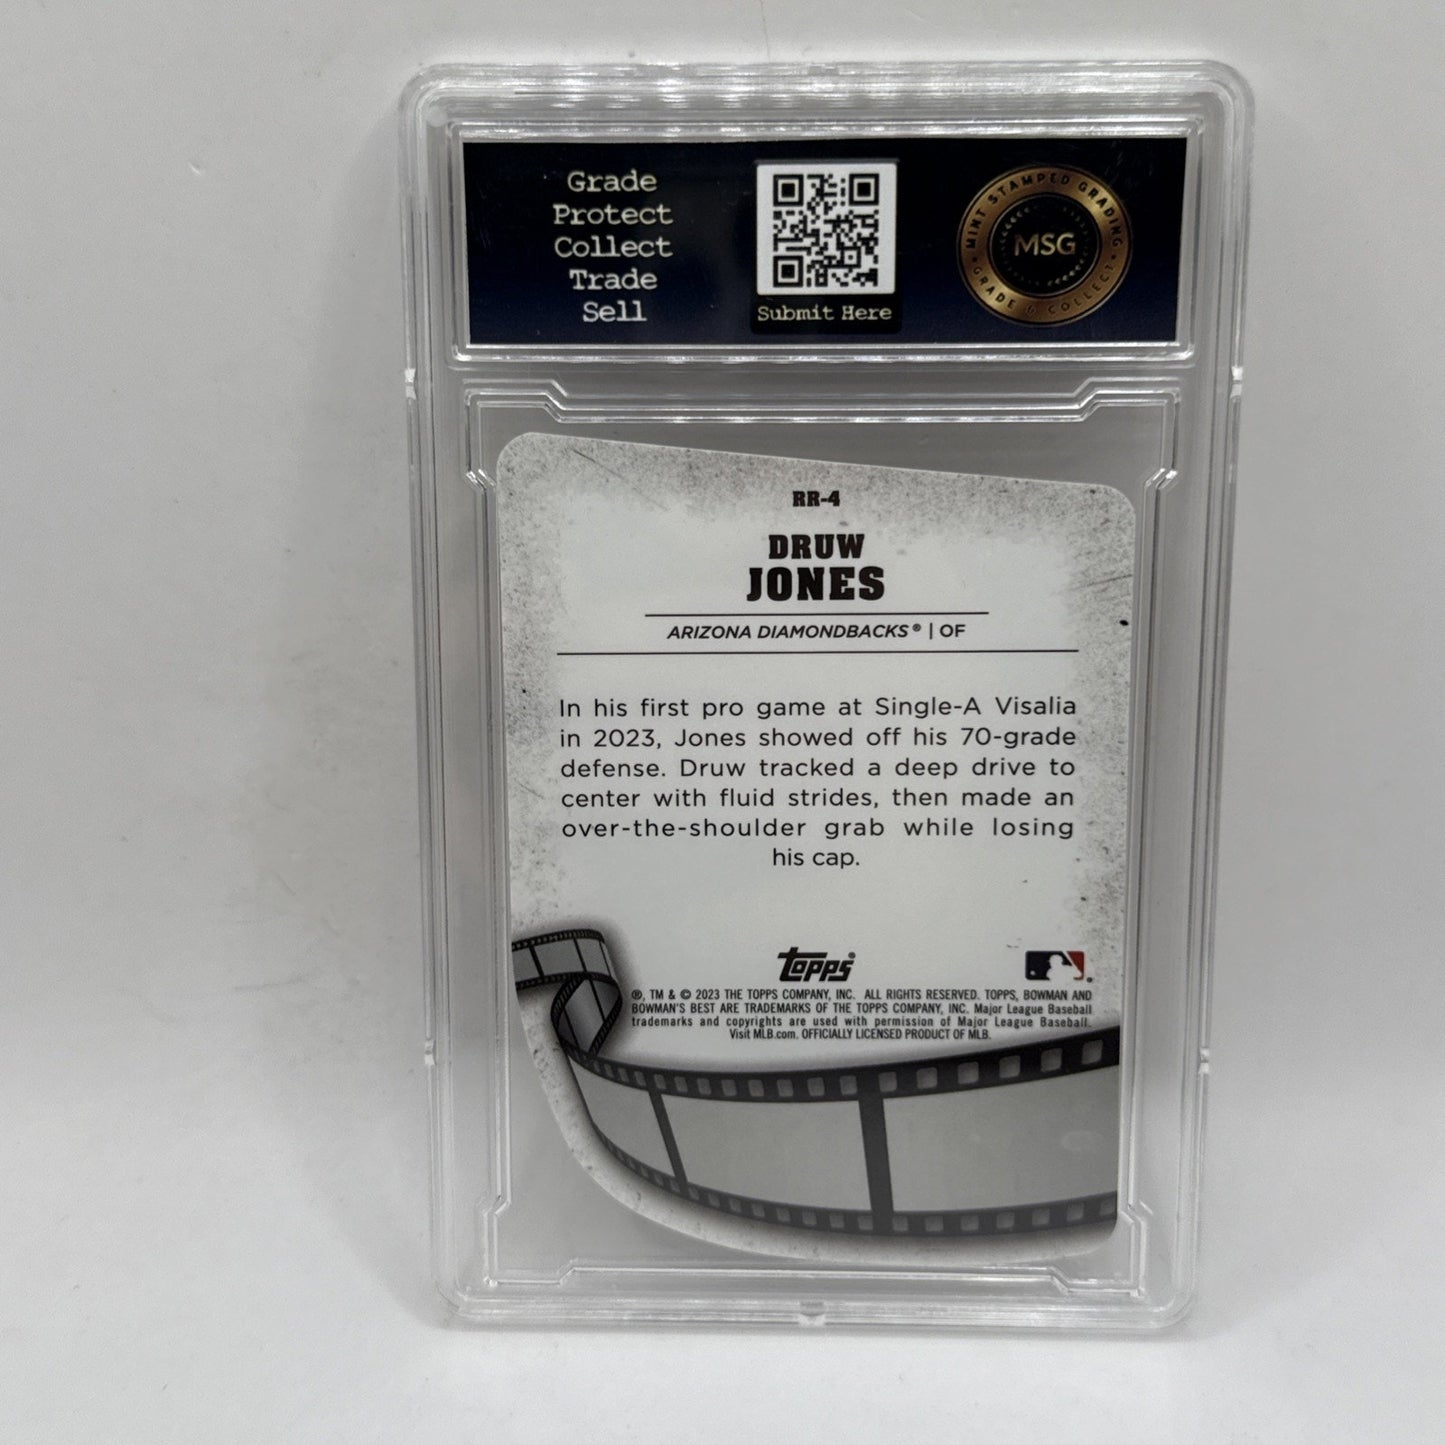 Grade
Protect
Collect
Trade
Sell
Submit Here
MINT STAMPED GRADING
MSG
GRADE & COLLECT
RR-4
DRUW
JONES
ARIZONA DIAMONDBACKS® | OF
In his first pro game at Single-A Visalia
in 2023, Jones showed off his 70-grade
defense. Druw tracked a deep drive to
center with fluid strides, then made an
over-the-shoulder grab while losing
his cap.
Topps®
®, TM & © 2023 THE TOPPS COMPANY, INC. ALL RIGHTS RESERVED. TOPPS, BOWMAN AND
BOWMAN'S BEST ARE TRADEMARKS OF THE TOPPS COMPANY, INC. Major League Baseball
trademarks and copyrights are used with permission of Major League Baseball.
Visit MLB.com. OFFICIALLY LICENSED PRODUCT OF MLB.